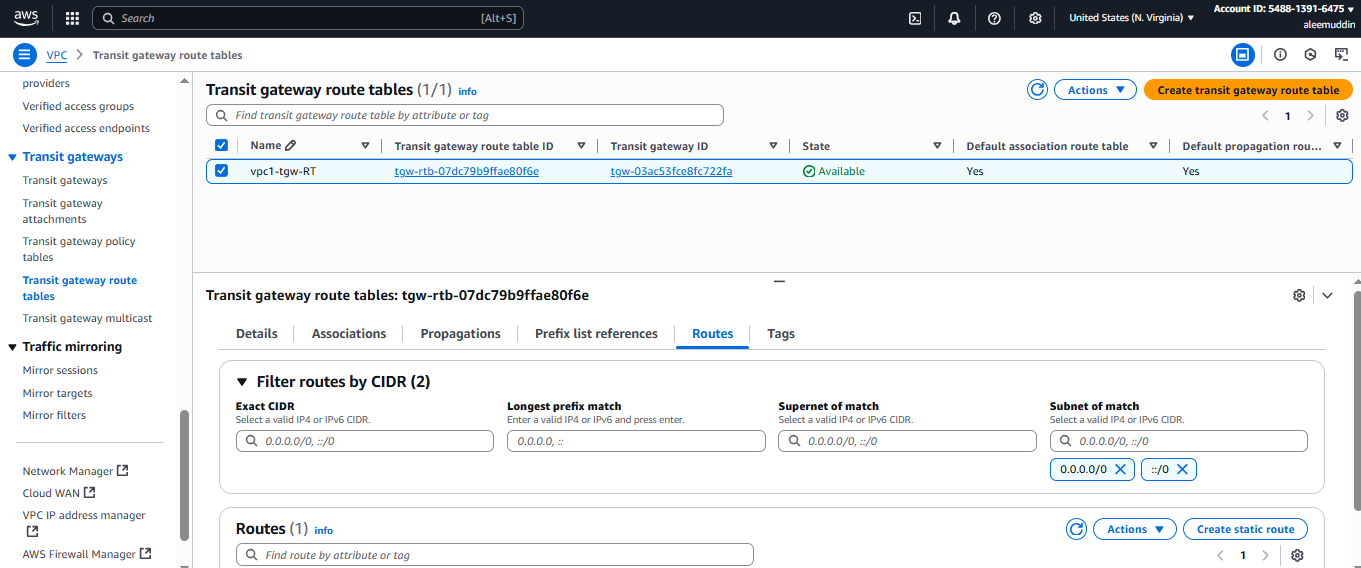 aws
Search [Alt+S]
United States (N. Virginia)
Account ID: 5488-1391-6475
aleemuddin
VPC > Transit gateway route tables
providers
Verified access groups
Verified access endpoints
Transit gateways
Transit gateways
Transit gateway
attachments
Transit gateway policy
tables
Transit gateway route
tables
Transit gateway multicast
Traffic mirroring
Mirror sessions
Mirror targets
Mirror filters
Network Manager
Cloud WAN
VPC IP address manager
AWS Firewall Manager
Transit gateway route tables (1/1) info
Actions
Create transit gateway route table
Find transit gateway route table by attribute or tag
1
Name
Transit gateway route table ID
Transit gateway ID
State
Default association route table
Default propagation rou...
vpc1-tgw-RT
tgw-rtb-07dc79b9ffae80f6e
tgw-03ac53fce8fc722fa
Available
Yes
Yes
Transit gateway route tables: tgw-rtb-07dc79b9ffae80f6e
Details
Associations
Propagations
Prefix list references
Routes
Tags
Filter routes by CIDR (2)
Exact CIDR
Select a valid IP4 or IPv6 CIDR.
0.0.0.0/0, ::/0
Longest prefix match
Enter a valid IP4 or IPv6 and press enter.
0.0.0.0, ::
Supernet of match
Select a valid IP4 or IPv6 CIDR.
0.0.0.0/0, ::/0
Subnet of match
Select a valid IP4 or IPv6 CIDR.
0.0.0.0/0, ::/0
0.0.0.0/0
::/0
Routes (1) info
Actions
Create static route
Find route by attribute or tag
1